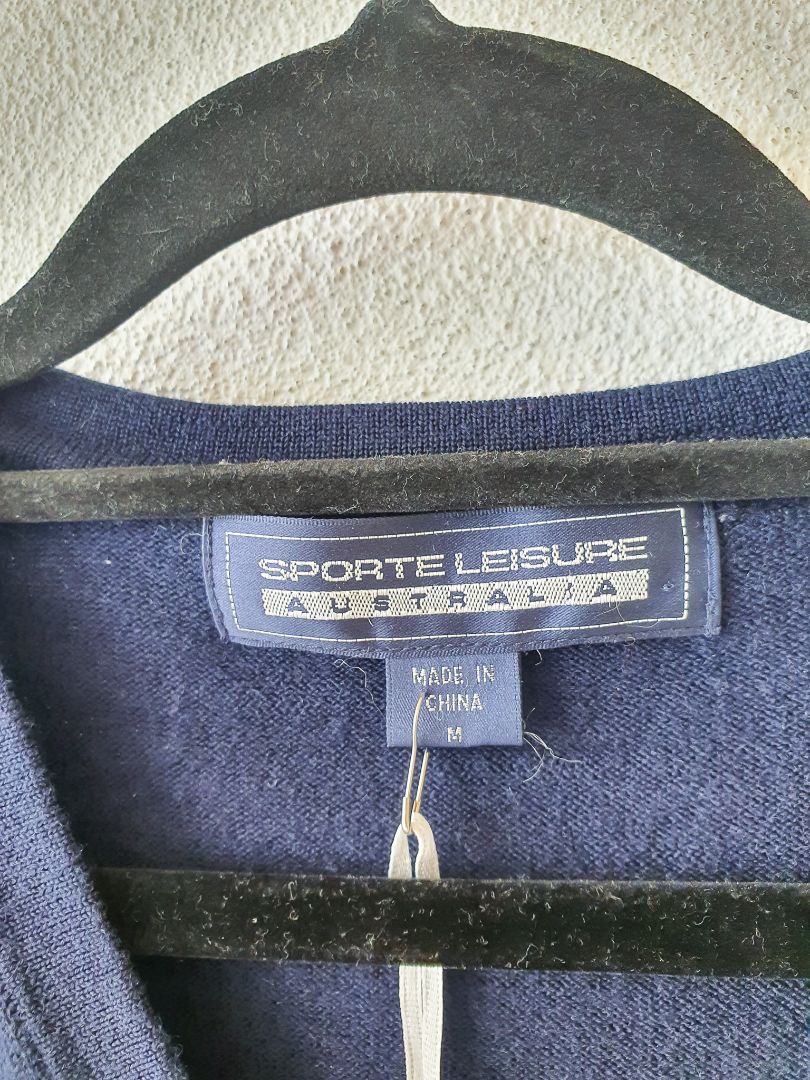 SPORTE LEISURE
AUSTRALIA
MADE IN
CHINA
M